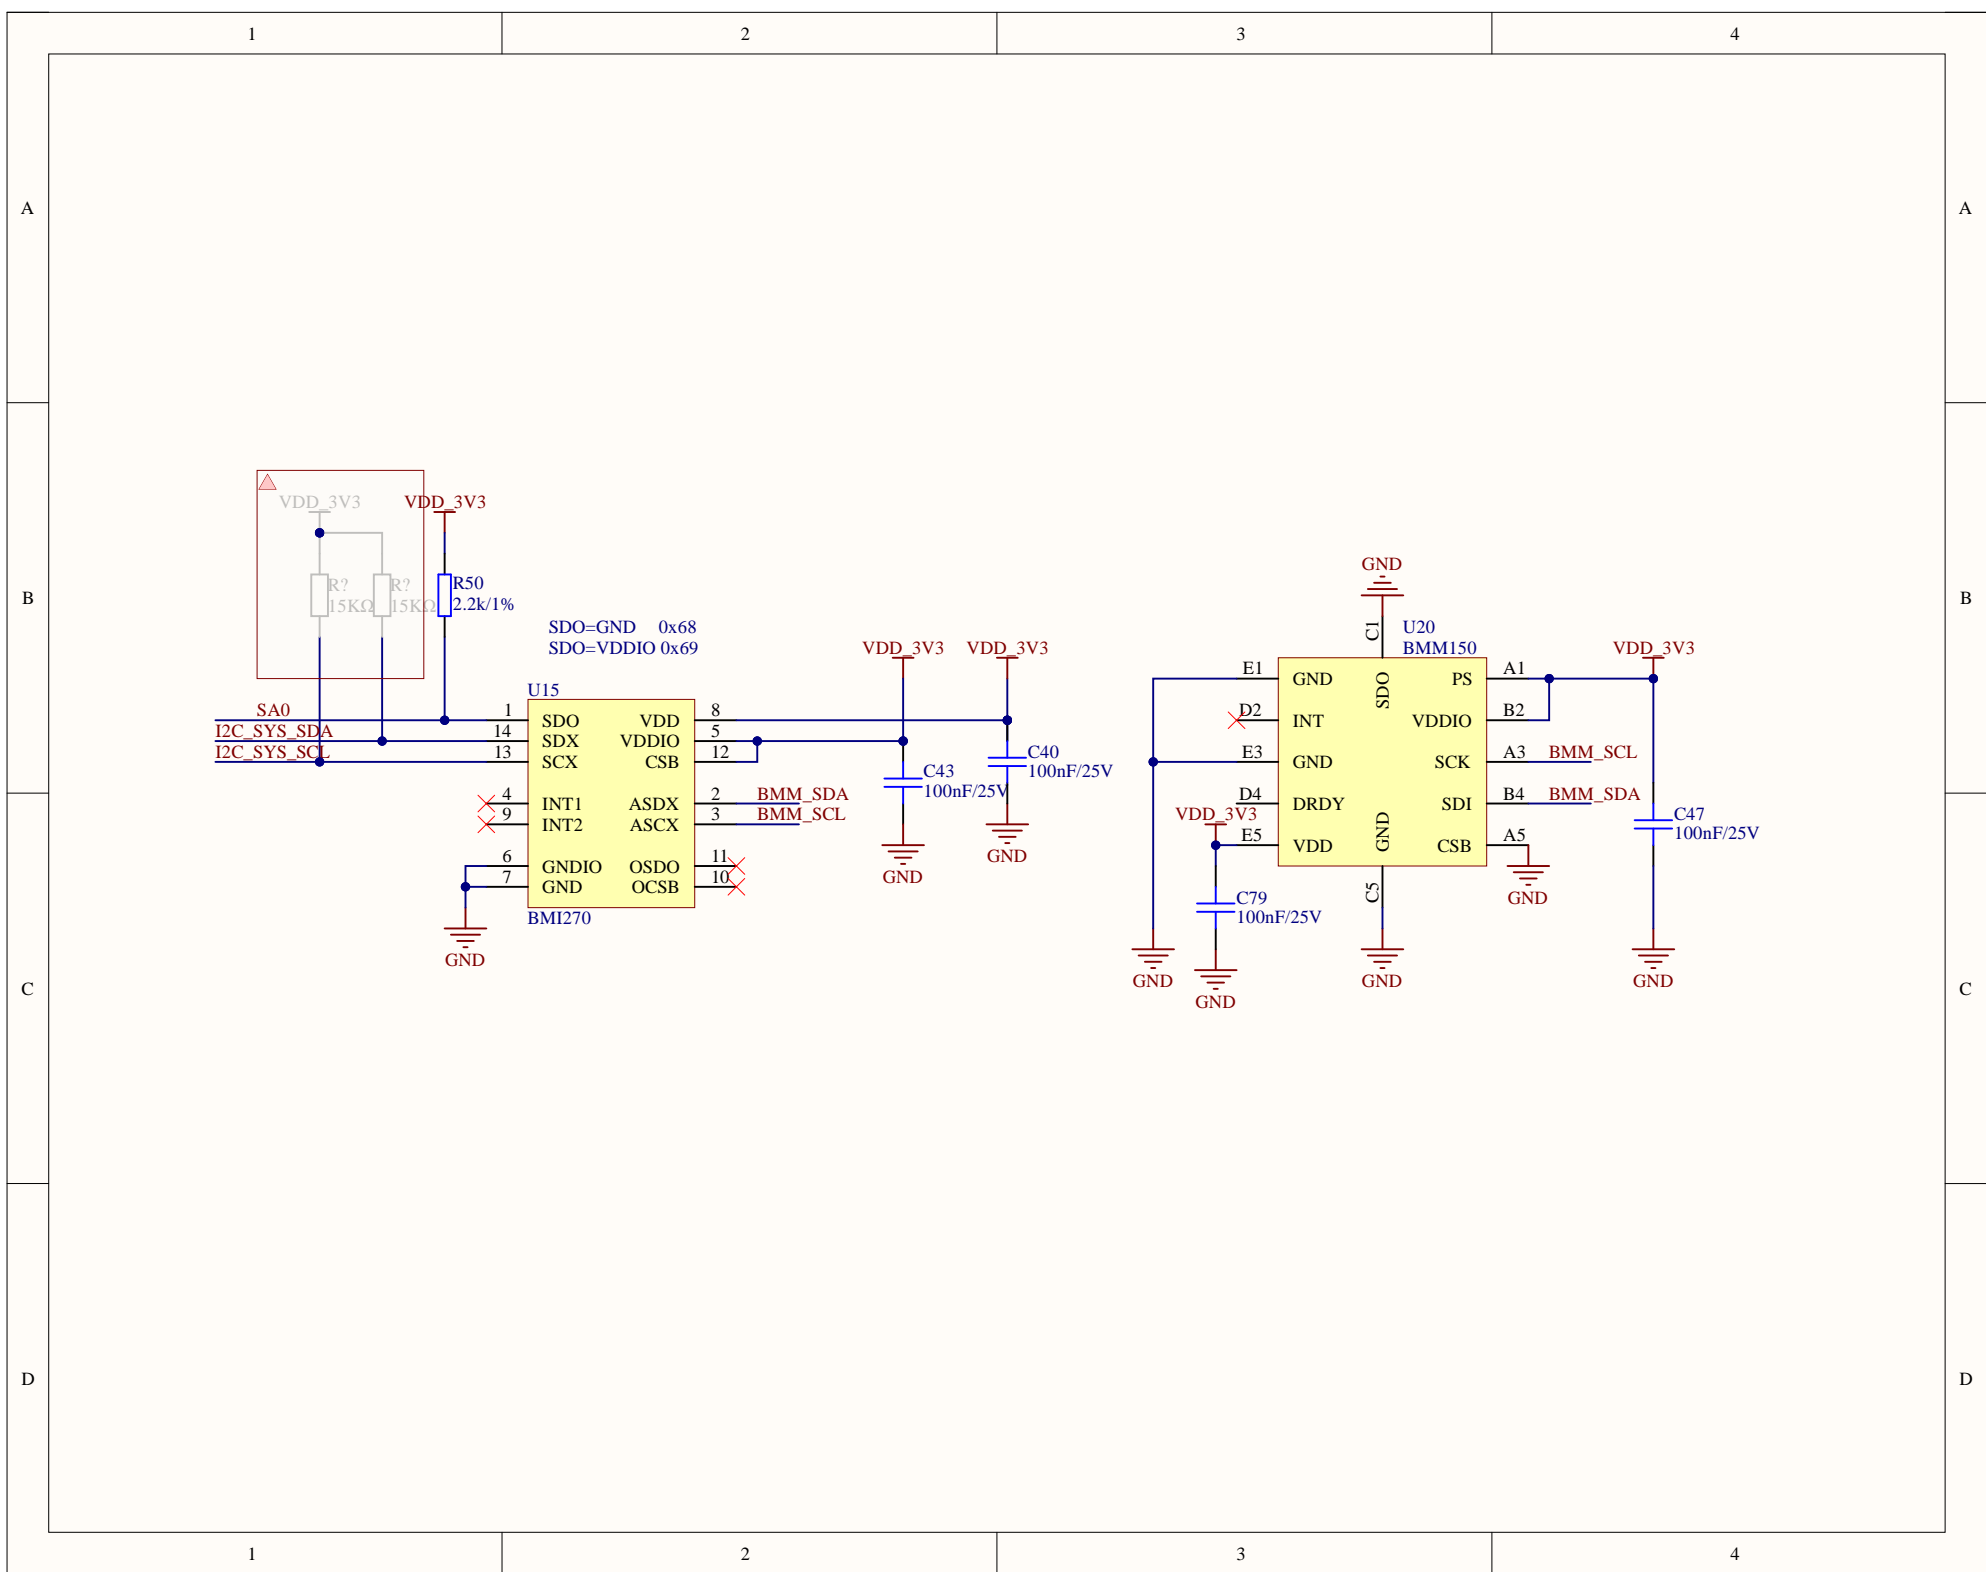 1 2 3 4
A A
VDD_3V3 VDD_3V3
R? R? R50
15KΩ 15KΩ 2.2k/1%
B B
SDO=GND 0x68
SDO=VDDIO 0x69
SA0
I2C_SYS_SDA
I2C_SYS_SCL
U15
1 SDO VDD 8
14 SDX VDDIO 5
13 SCX CSB 12
4 INT1 ASDX 2 BMM_SDA
9 INT2 ASCX 3 BMM_SCL
6 GNDIO OSDO 11
7 GND OCSB 10
BMI270
GND
VDD_3V3 VDD_3V3
C43
100nF/25V
GND
C40
100nF/25V
GND
GND
C1
U20
BMM150
E1 GND SDO PS A1
D2 INT VDDIO B2
E3 GND SCK A3 BMM_SCL
D4 DRDY SDI B4 BMM_SDA
VDD_3V3
E5 VDD GND CSB A5
C5
GND
C79
100nF/25V
GND
GND
GND
VDD_3V3
C47
100nF/25V
GND
C C
D D
1 2 3 4